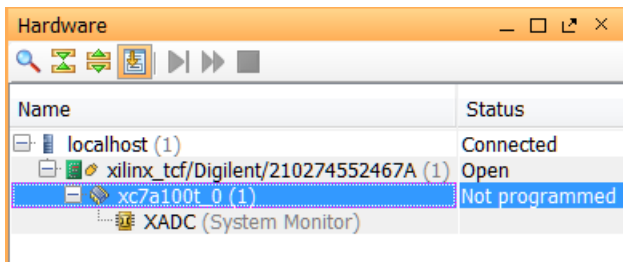 Hardware
Name Status
localhost (1) Connected
xilinx_tcf/Digilent/210274552467A (1) Open
xc7a100t_0 (1) Not programmed
XADC (System Monitor)